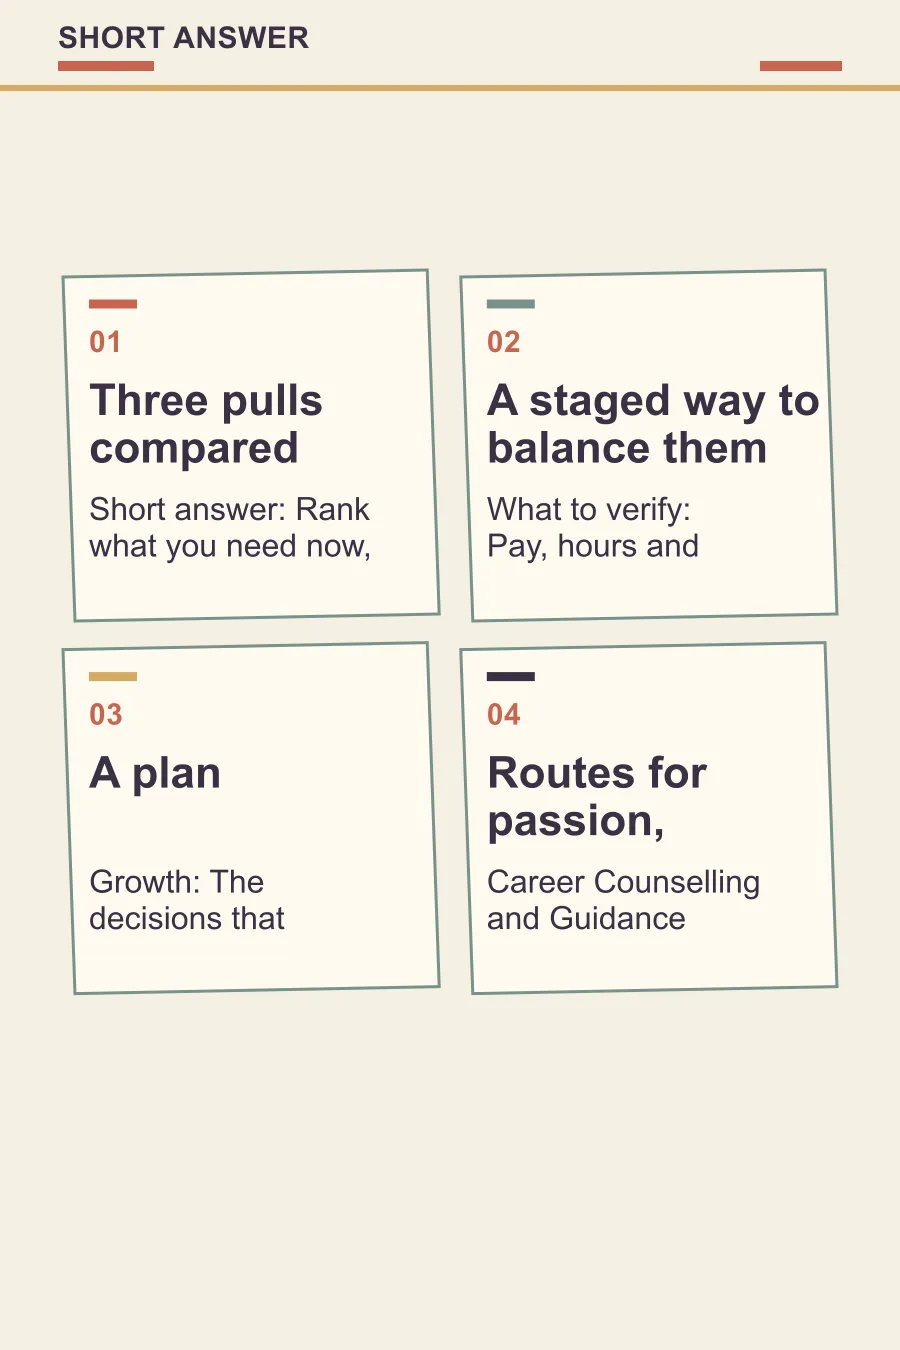 SHORT ANSWER
01
Three pulls
compared
Short answer: Rank
what you need now,
02
A staged way to
balance them
What to verify:
Pay, hours and
03
A plan
Growth: The
decisions that
04
Routes for
passion,
Career Counselling
and Guidance